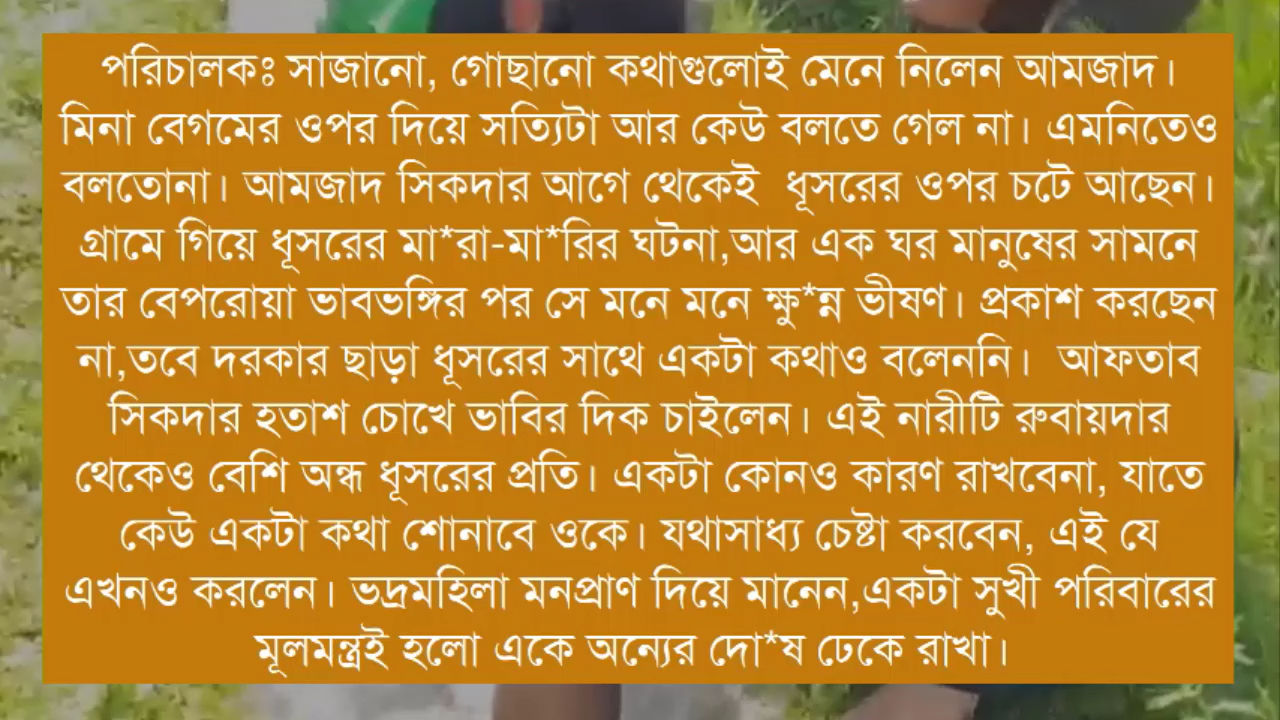 পরিচালকঃ সাজানো, গোছানো কথাগুলোই মেনে নিলেন আমজাদ।
মিনা বেগমের ওপর দিয়ে সত্যিটা আর কেউ বলতে গেল না। এমনিতেও
বলতোনা। আমজাদ সিকদার আগে থেকেই ধূসরের ওপর চটে আছেন।
গ্রামে গিয়ে ধূসরের মা*রা-মা*রির ঘটনা,আর এক ঘর মানুষের সামনে
তার বেপরোয়া ভাবভঙ্গির পর সে মনে মনে ক্ষু*ন্ন ভীষণ। প্রকাশ করছেন
না,তবে দরকার ছাড়া ধূসরের সাথে একটা কথাও বলেননি। আফতাব
সিকদার হতাশ চোখে ভাবির দিক চাইলেন। এই নারীটি রুবায়দার
থেকেও বেশি অন্ধ ধূসরের প্রতি। একটা কোনও কারণ রাখবেনা, যাতে
কেউ একটা কথা শোনাবে ওকে। যথাসাধ্য চেষ্টা করবেন, এই যে
এখনও করলেন। ভদ্রমহিলা মনপ্রাণ দিয়ে মানেন,একটা সুখী পরিবারের
মূলমন্ত্রই হলো একে অন্যের দো*ষ ঢেকে রাখা।